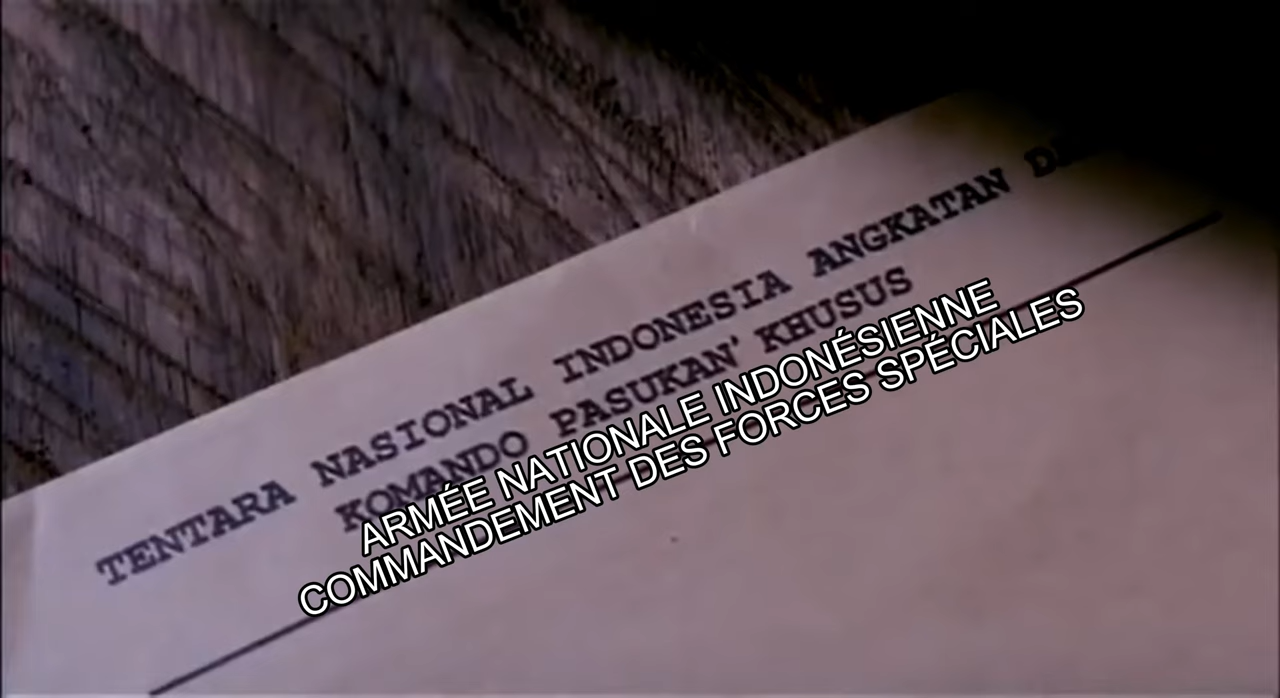 TENTARA NASIONAL INDONESIA ANGKATAN
KOMANDO PASUKAN' KHUSUS
ARMÉE NATIONALE INDONÉSIENNE
COMMANDEMENT DES FORCES SPÉCIALES